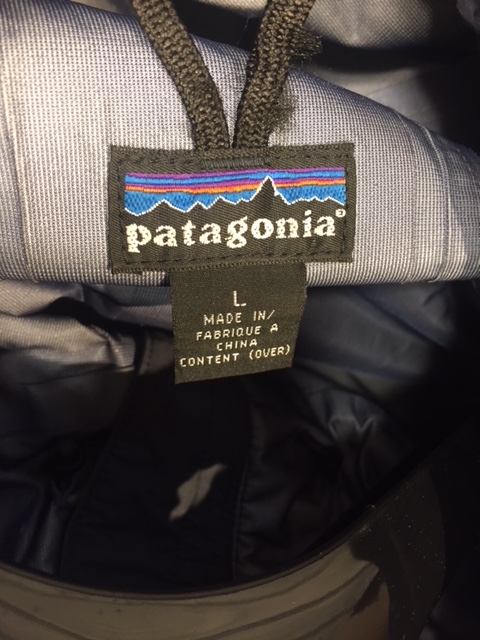 patagonia®
L
MADE IN/
FABRIQUE A
CHINA
CONTENT (OVER)